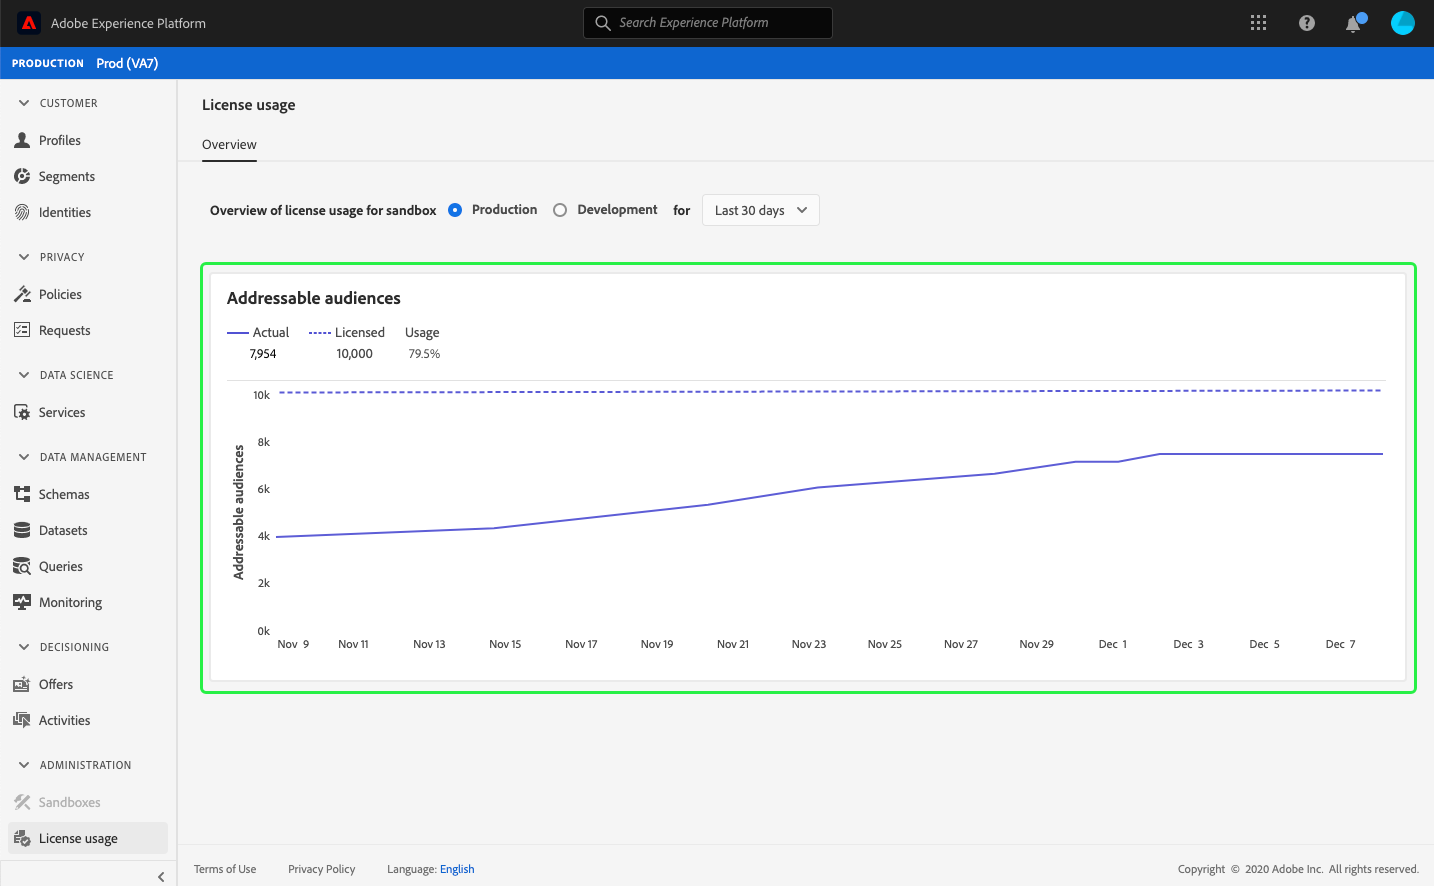 Adobe Experience Platform
Search Experience Platform
PRODUCTION Prod (VA7)
CUSTOMER
Profiles
Segments
Identities
PRIVACY
Policies
Requests
DATA SCIENCE
Services
DATA MANAGEMENT
Schemas
Datasets
Queries
Monitoring
DECISIONING
Offers
Activities
ADMINISTRATION
Sandboxes
License usage
License usage
Overview
Overview of license usage for sandbox Production Development for Last 30 days
Addressable audiences
Actual Licensed Usage
7,954 10,000 79.5%
Addressable audiences
10k
8k
6k
4k
2k
0k
Nov 9 Nov 11 Nov 13 Nov 15 Nov 17 Nov 19 Nov 21 Nov 23 Nov 25 Nov 27 Nov 29 Dec 1 Dec 3 Dec 5 Dec 7
Terms of Use Privacy Policy Language: English Copyright © 2020 Adobe Inc. All rights reserved.